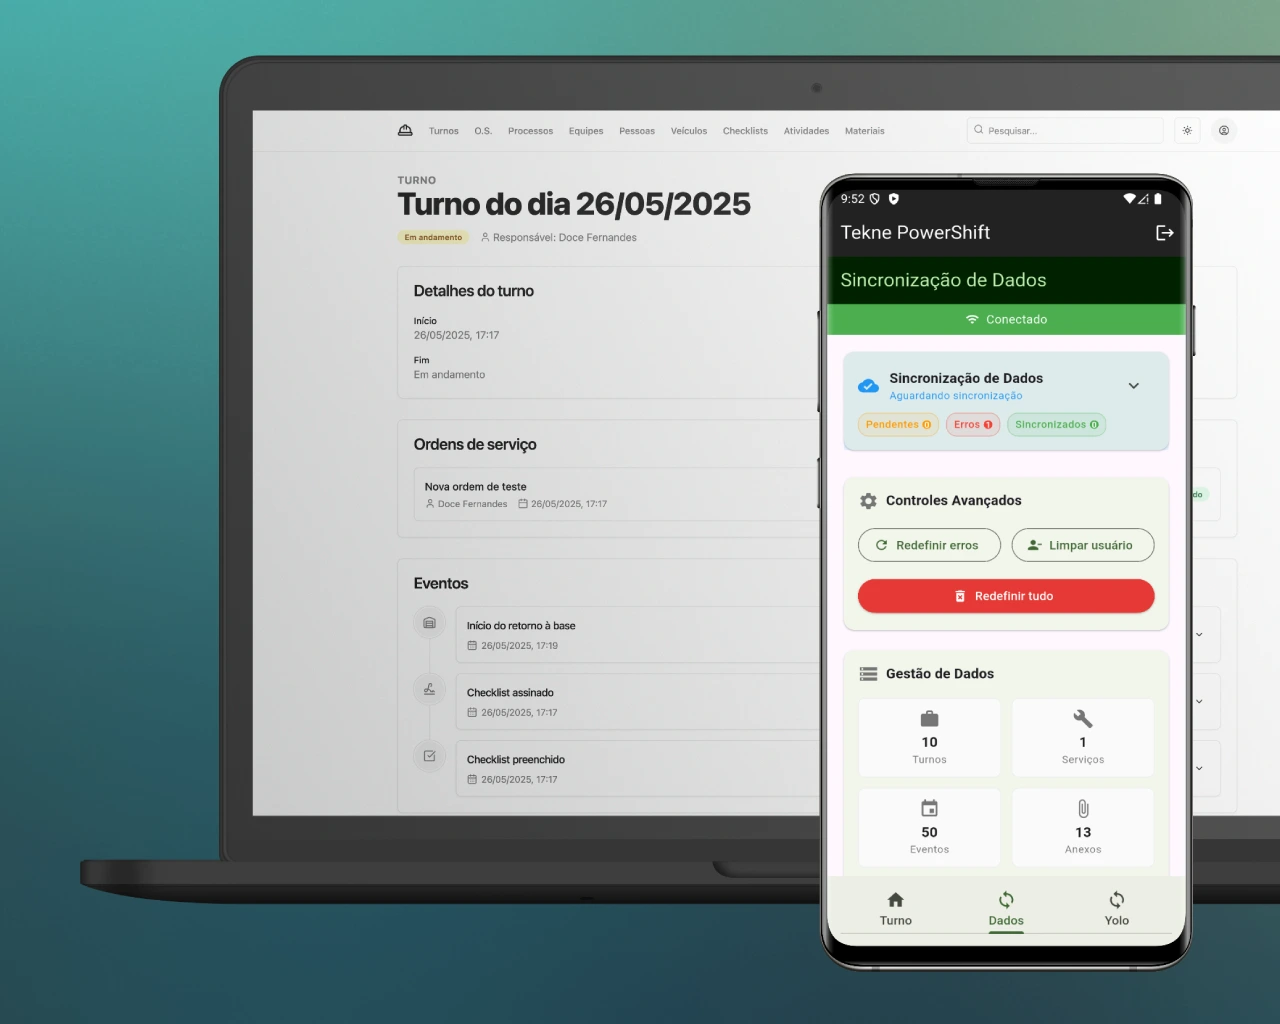 Turnos O.S. Processos Equipes Pessoas Veículos Checklists Atividades Materiais Pesquisar...
TURNO
Turno do dia 26/05/2025
Em andamento Responsável: Doce Fernandes
Detalhes do turno
Início
26/05/2025, 17:17
Fim
Em andamento
Ordens de serviço
Nova ordem de teste
Doce Fernandes 26/05/2025, 17:17
do
Eventos
Início do retorno à base
26/05/2025, 17:19
Checklist assinado
26/05/2025, 17:17
Checklist preenchido
26/05/2025, 17:17
9:52
Tekne PowerShift
Sincronização de Dados
Conectado
Sincronização de Dados
Aguardando sincronização
Pendentes 0 Erros 1 Sincronizados 0
Controles Avançados
Redefinir erros Limpar usuário
Redefinir tudo
Gestão de Dados
10 1
Turnos Serviços
50 13
Eventos Anexos
Turno Dados Yolo